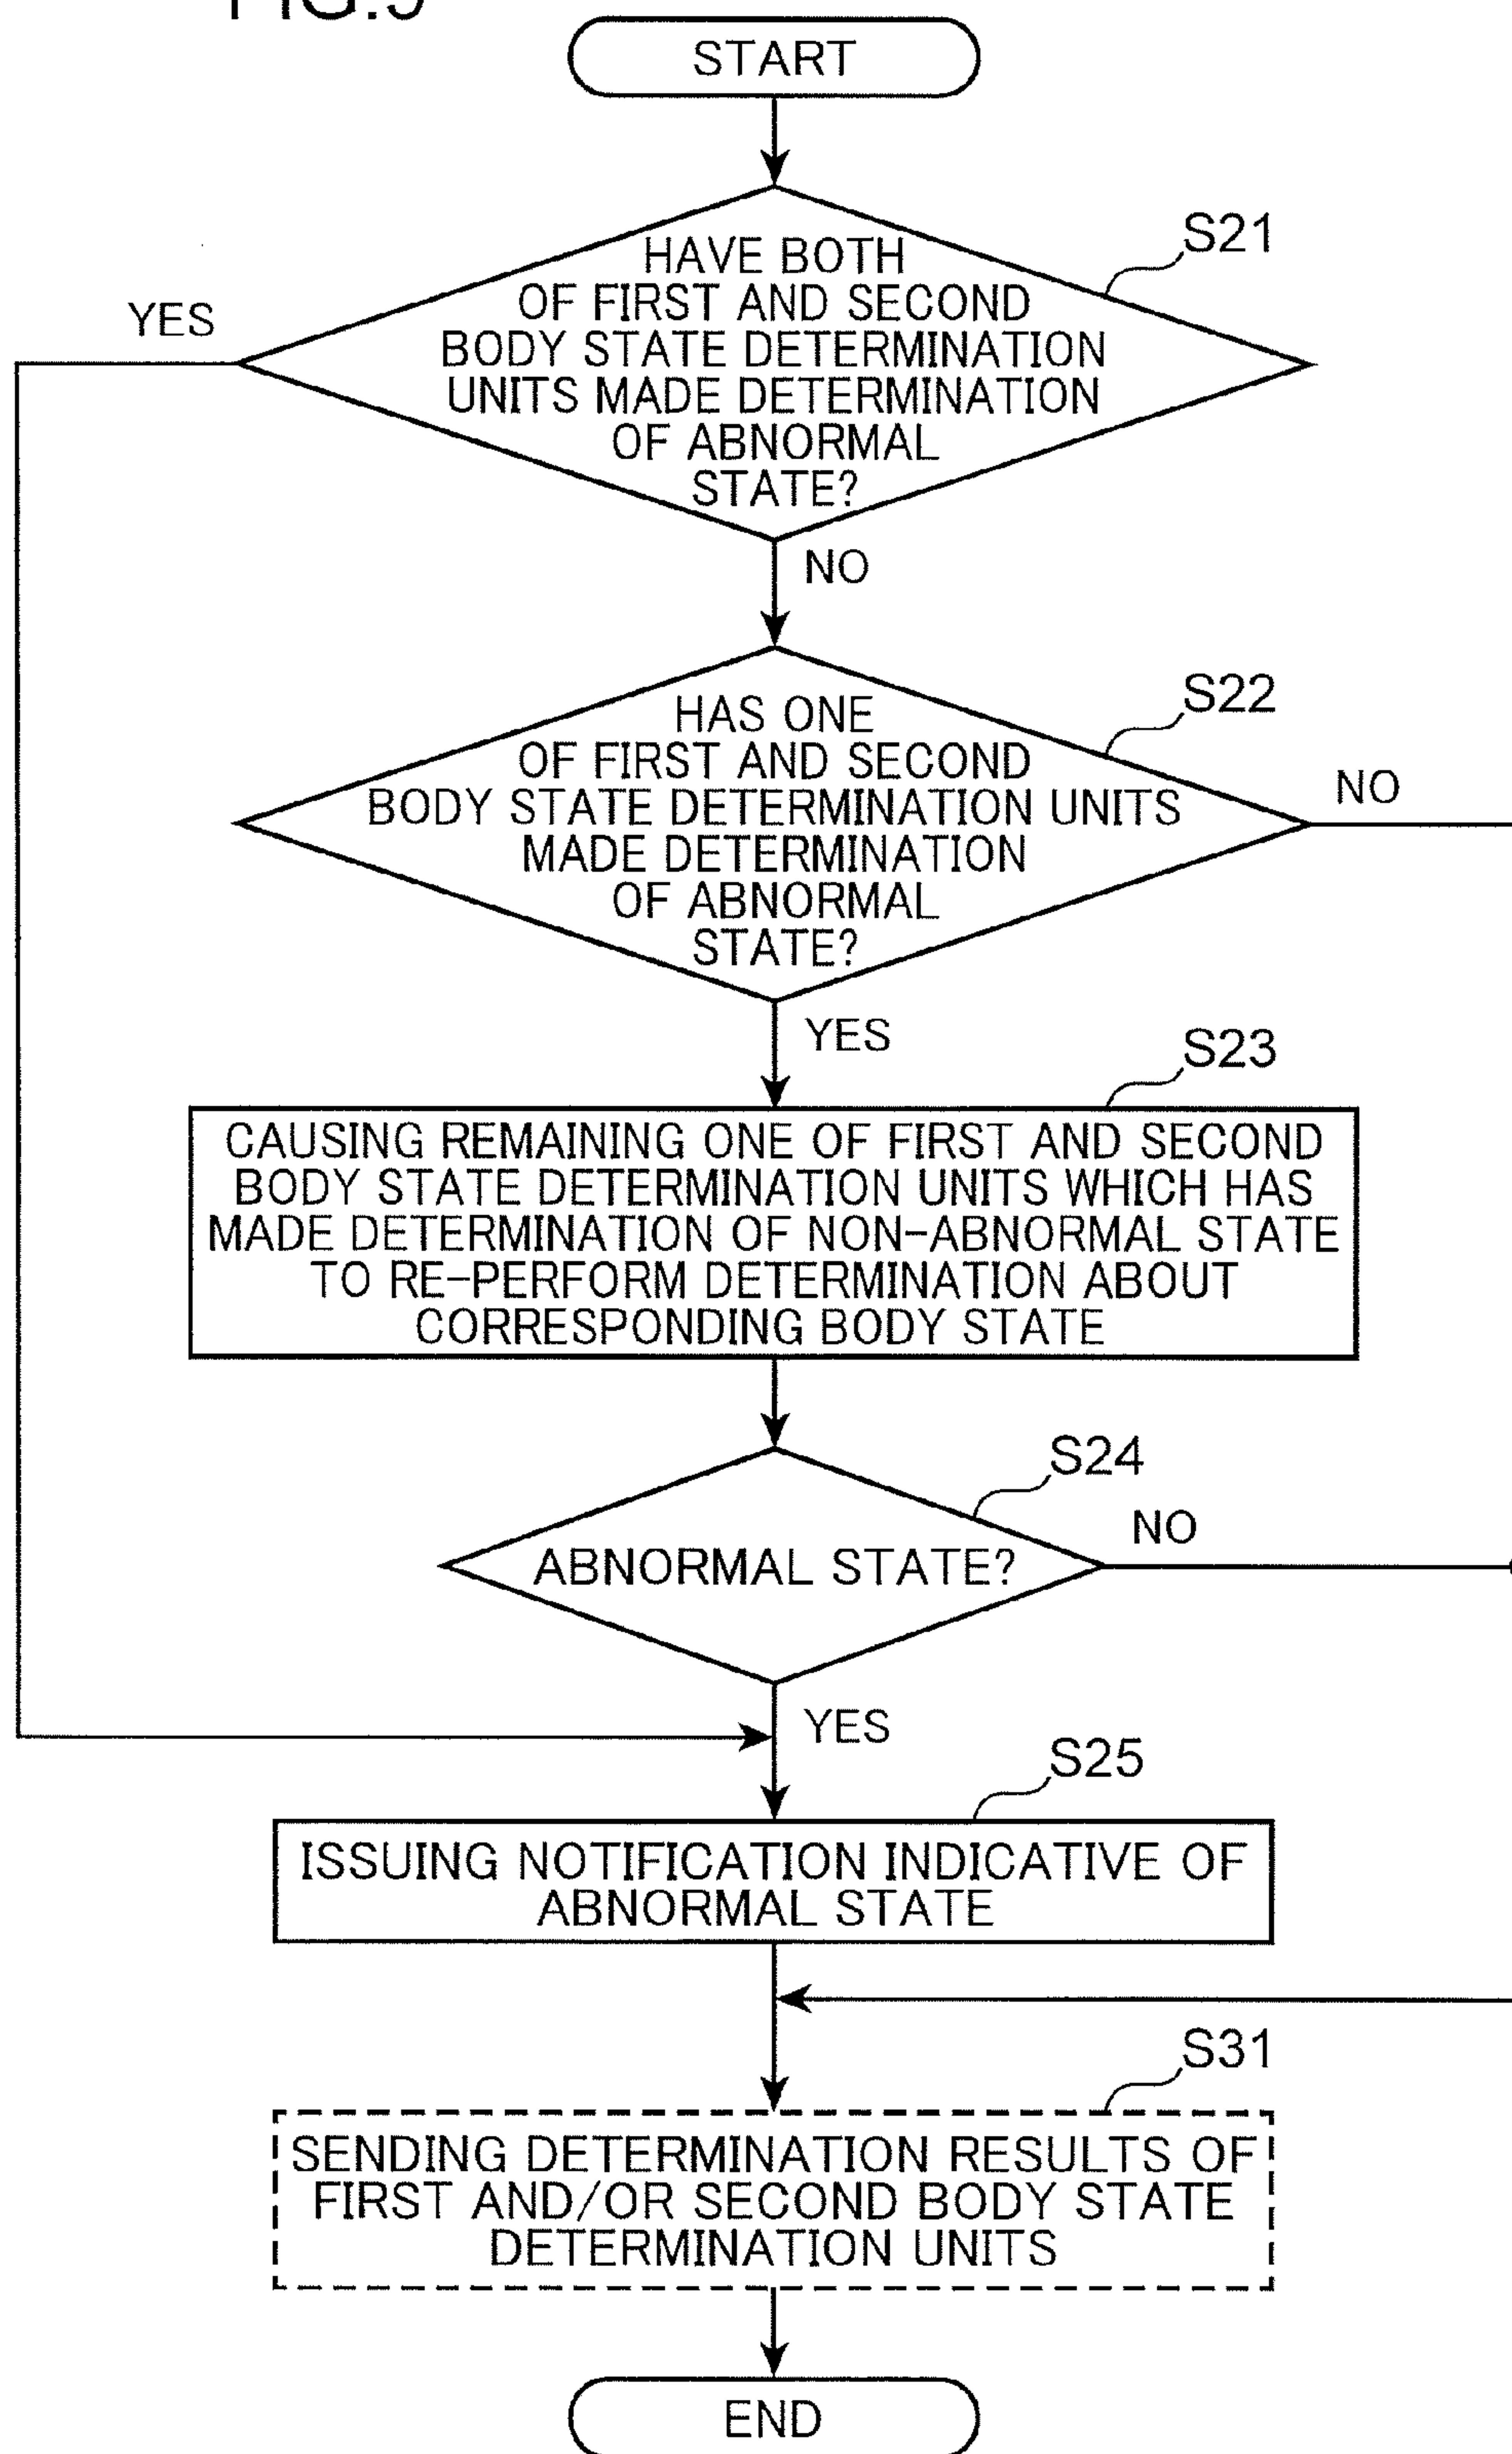 START
S21
HAVE BOTH
OF FIRST AND SECOND
BODY STATE DETERMINATION
UNITS MADE DETERMINATION
OF ABNORMAL
STATE?
YES
NO
S22
HAS ONE
OF FIRST AND SECOND
BODY STATE DETERMINATION UNITS
MADE DETERMINATION
OF ABNORMAL
STATE?
NO
YES
S23
CAUSING REMAINING ONE OF FIRST AND SECOND
BODY STATE DETERMINATION UNITS WHICH HAS
MADE DETERMINATION OF NON-ABNORMAL STATE
TO RE-PERFORM DETERMINATION ABOUT
CORRESPONDING BODY STATE
S24
ABNORMAL STATE?
NO
YES
S25
ISSUING NOTIFICATION INDICATIVE OF
ABNORMAL STATE
S31
SENDING DETERMINATION RESULTS OF
FIRST AND/OR SECOND BODY STATE
DETERMINATION UNITS
END